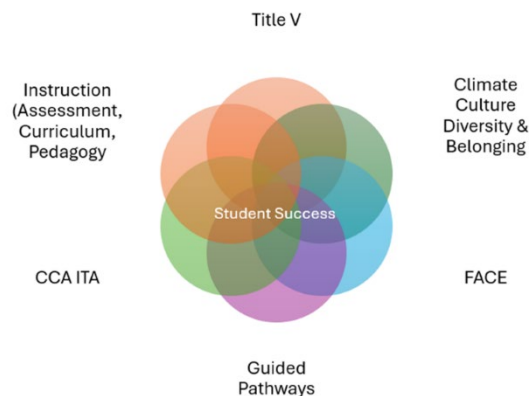 Title V
Instruction
(Assessment,
Curriculum,
Pedagogy
Climate
Culture
Diversity &
Belonging
Student Success
CCA ITA
FACE
Guided
Pathways